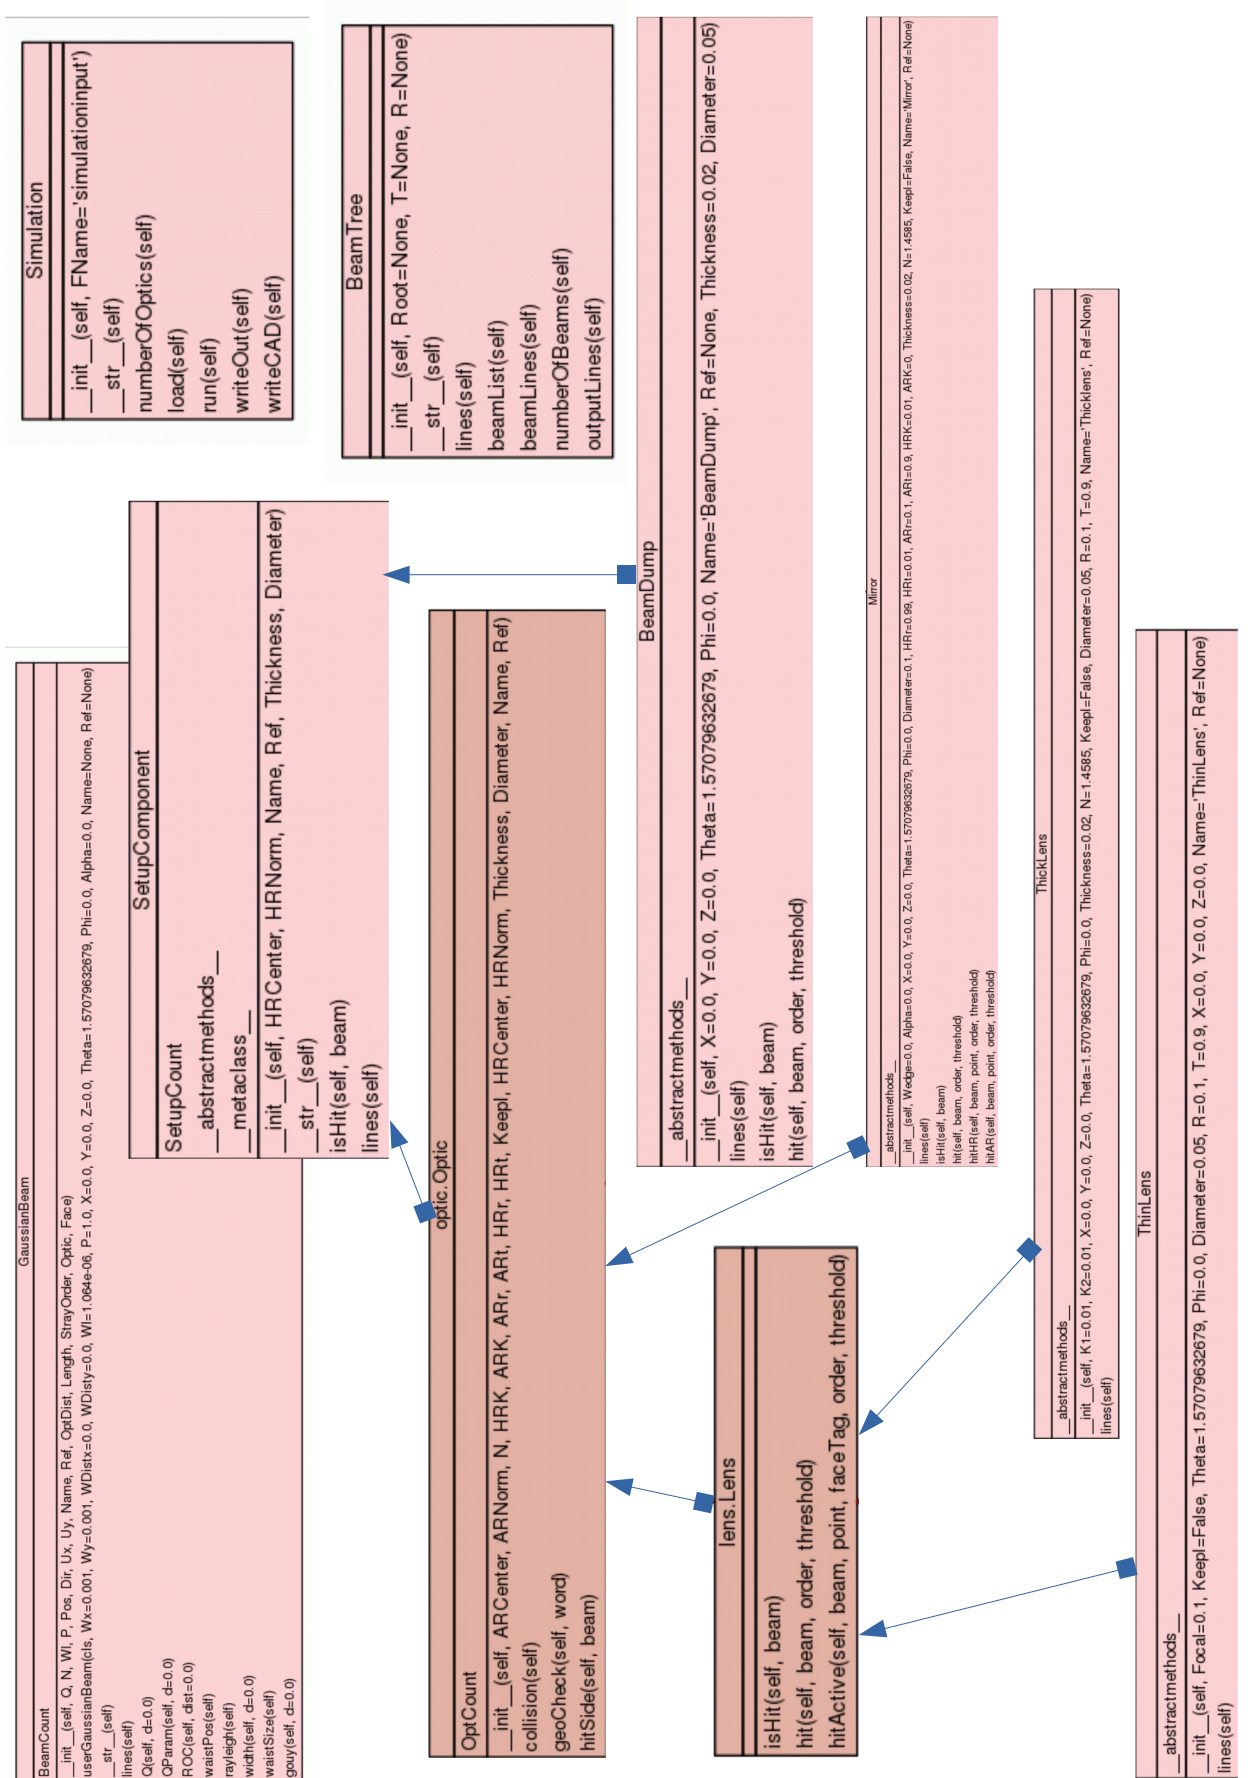 Simulation
__init__(self, FName='simulationinput')
__str__(self)
numberOfOptics(self)
load(self)
run(self)
writeOut(self)
writeCAD(self)
BeamTree
__init__(self, Root=None, T=None, R=None)
__str__(self)
lines(self)
beamList(self)
beamLines(self)
numberOfBeams(self)
outputLines(self)
GaussianBeam
BeamCount
__init__(self, Q, N, Wl, P, Pos, Dir, Ux, Uy, Name, Ref, OptDist, Length, StrayOrder, Optic, Face)
userGaussianBeam(cls, Wx=0.001, Wy=0.001, WDistx=0.0, WDisty=0.0, Wl=1.064e-06, P=1.0, X=0.0, Y=0.0, Z=0.0, Theta=1.57079632679, Phi=0.0, Alpha=0.0, Name=None, Ref=None)
__str__(self)
lines(self)
Q(self, d=0.0)
QParam(self, d=0.0)
ROC(self, dist=0.0)
waistPos(self)
rayleigh(self)
width(self, d=0.0)
waistSize(self)
gouy(self, d=0.0)
SetupComponent
SetupCount
__abstractmethods__
__metaclass__
__init__(self, HRCenter, HRNorm, Name, Ref, Thickness, Diameter)
__str__(self)
isHit(self, beam)
lines(self)
optic.Optic
OptCount
__init__(self, ARCenter, ARNorm, N, HRK, ARK, ARr, ARt, HRr, HRt, KeepI, HRCenter, HRNorm, Thickness, Diameter, Name, Ref)
collision(self)
geoCheck(self, word)
hitSide(self, beam)
BeamDump
__abstractmethods__
__init__(self, X=0.0, Y=0.0, Z=0.0, Theta=1.57079632679, Phi=0.0, Name='BeamDump', Ref=None, Thickness=0.02, Diameter=0.05)
lines(self)
isHit(self, beam)
hit(self, beam, order, threshold)
lens.Lens
isHit(self, beam)
hit(self, beam, order, threshold)
hitActive(self, beam, point, faceTag, order, threshold)
Mirror
__abstractmethods__
__init__(self, Wedge=0.0, Alpha=0.0, X=0.0, Y=0.0, Z=0.0, Theta=1.57079632679, Phi=0.0, Diameter=0.1, HRr=0.99, HRt=0.01, ARr=0.1, ARt=0.9, HRK=0.01, ARK=0, Thickness=0.02, N=1.4585, KeepI=False, Name='Mirror', Ref=None)
lines(self)
isHit(self, beam)
hit(self, beam, order, threshold)
hitHR(self, beam, point, order, threshold)
hitAR(self, beam, point, order, threshold)
ThickLens
__abstractmethods__
__init__(self, K1=0.01, K2=0.01, X=0.0, Y=0.0, Z=0.0, Theta=1.57079632679, Phi=0.0, Thickness=0.02, N=1.4585, KeepI=False, Diameter=0.05, R=0.1, T=0.9, Name='Thicklens', Ref=None)
lines(self)
ThinLens
__abstractmethods__
__init__(self, Focal=0.1, KeepI=False, Theta=1.57079632679, Phi=0.0, Diameter=0.05, R=0.1, T=0.9, X=0.0, Y=0.0, Z=0.0, Name='ThinLens', Ref=None)
lines(self)